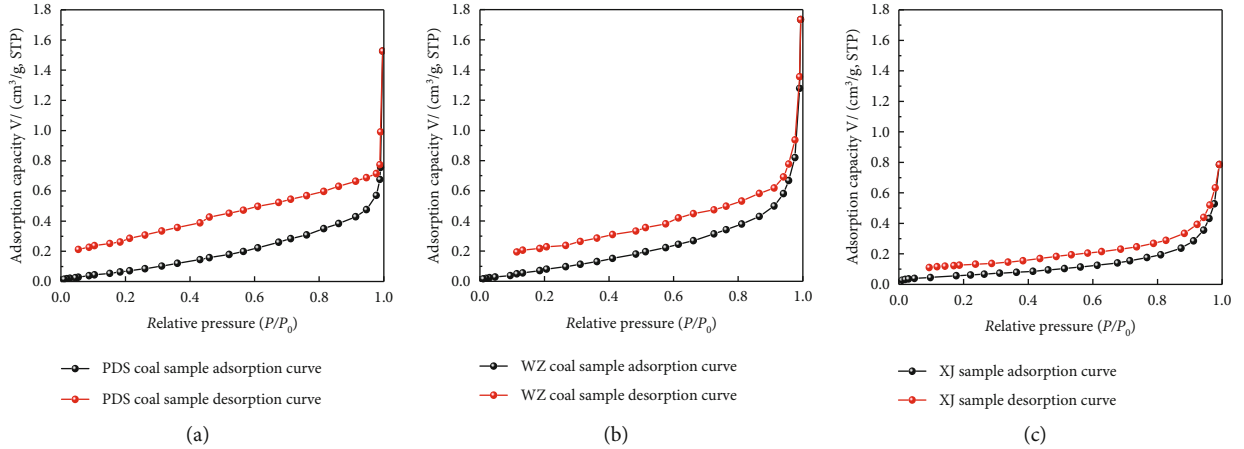 Adsorption capacity V/ (cm³/g, STP)
1.8
1.6
1.4
1.2
1.0
0.8
0.6
0.4
0.2
0.0
0.0 0.2 0.4 0.6 0.8 1.0
Relative pressure (P/P₀)
PDS coal sample adsorption curve
PDS coal sample desorption curve
(a)
Adsorption capacity V/ (cm³/g, STP)
1.8
1.6
1.4
1.2
1.0
0.8
0.6
0.4
0.2
0.0
0.0 0.2 0.4 0.6 0.8 1.0
Relative pressure (P/P₀)
WZ coal sample adsorption curve
WZ coal sample desorption curve
(b)
Adsorption capacity V/ (cm³/g, STP)
1.8
1.6
1.4
1.2
1.0
0.8
0.6
0.4
0.2
0.0
0.0 0.2 0.4 0.6 0.8 1.0
Relative pressure (P/P₀)
XJ sample adsorption curve
XJ sample desorption curve
(c)